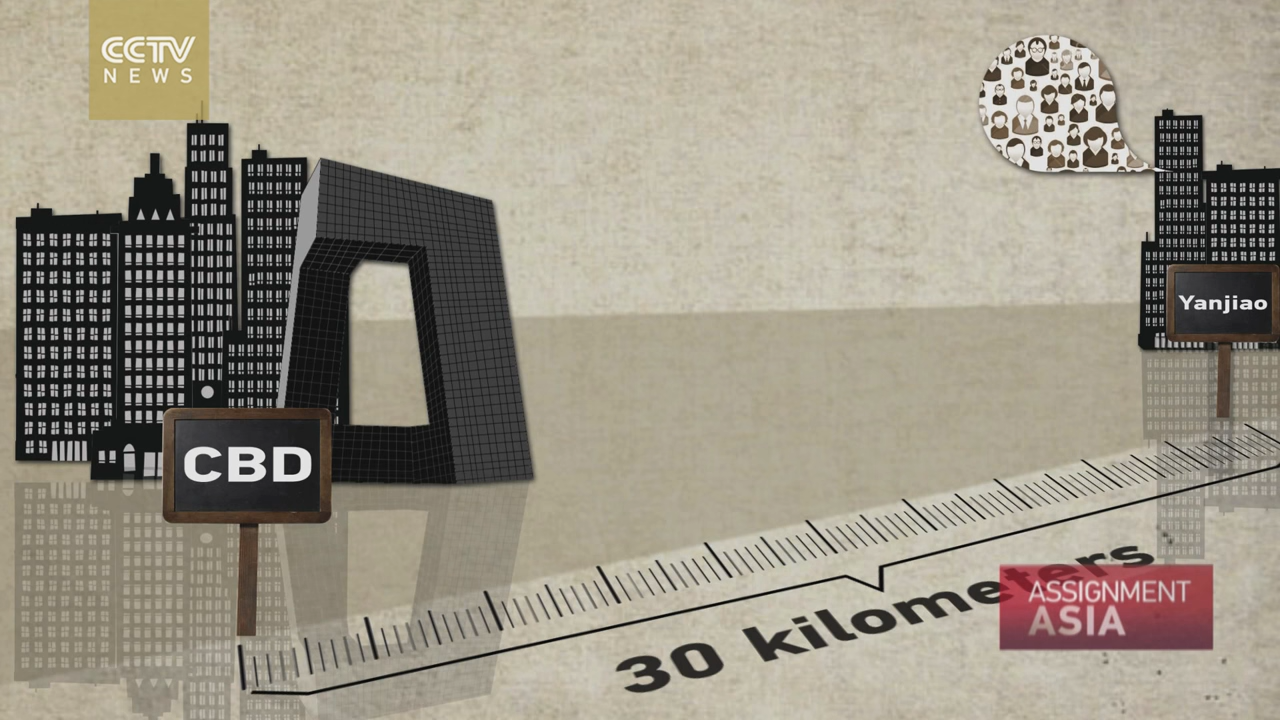 CCTV
NEWS
Yanjiao
CBD
30 kilometers
ASSIGNMENT
ASIA